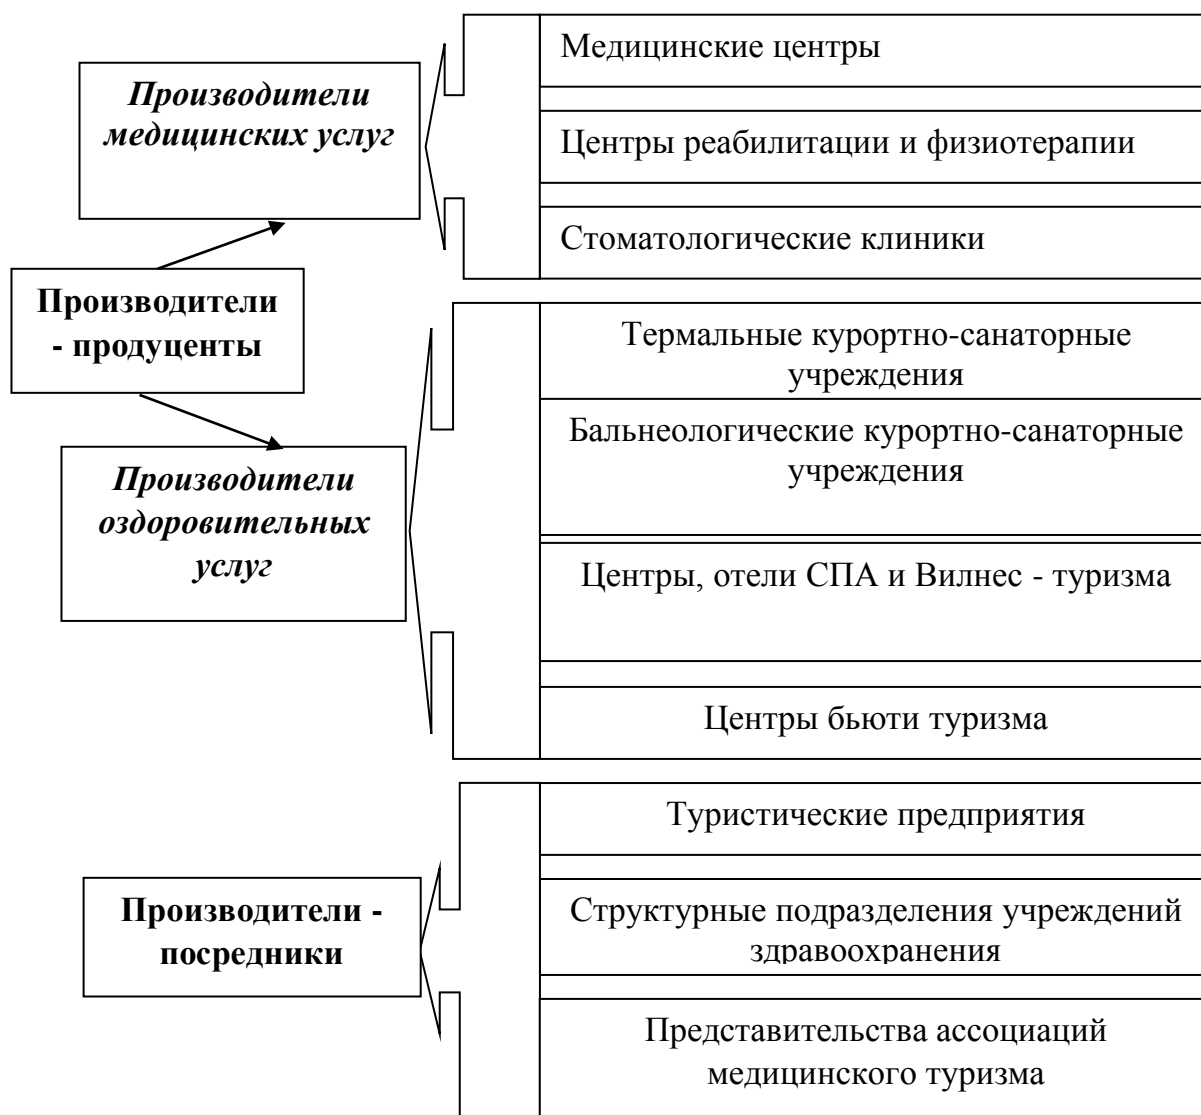 Медицинские центры
Производители
медицинских услуг
Центры реабилитации и физиотерапии
Стоматологические клиники
Производители
- продуценты
Термальные курортно-санаторные
учреждения
Бальнеологические курортно-санаторные
учреждения
Производители
оздоровительных
услуг
Центры, отели СПА и Вилнес - туризма
Центры бьюти туризма
Туристические предприятия
Производители -
посредники
Структурные подразделения учреждений
здравоохранения
Представительства ассоциаций
медицинского туризма